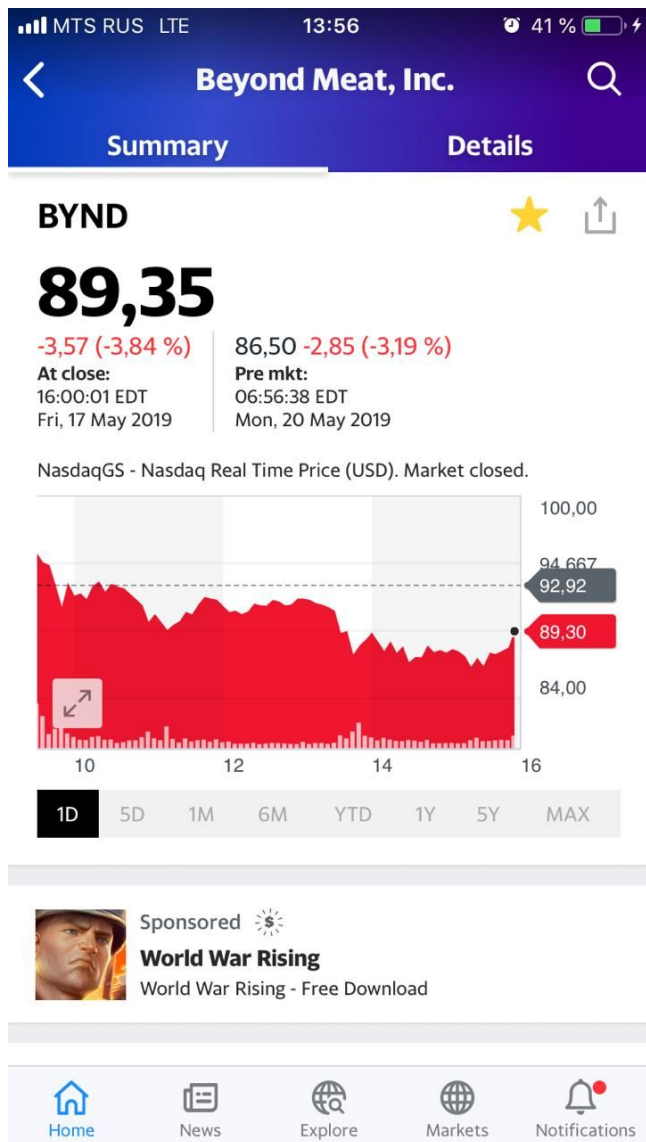 MTS RUS LTE 13:56 41 %
Beyond Meat, Inc.
Summary Details
BYND
89,35
-3,57 (-3,84 %) 86,50 -2,85 (-3,19 %)
At close: Pre mkt:
16:00:01 EDT 06:56:38 EDT
Fri, 17 May 2019 Mon, 20 May 2019
NasdaqGS - Nasdaq Real Time Price (USD). Market closed.
100,00
94,667
92,92
89,30
84,00
10 12 14 16
1D 5D 1M 6M YTD 1Y 5Y MAX
Sponsored $
World War Rising
World War Rising - Free Download
Home News Explore Markets Notifications